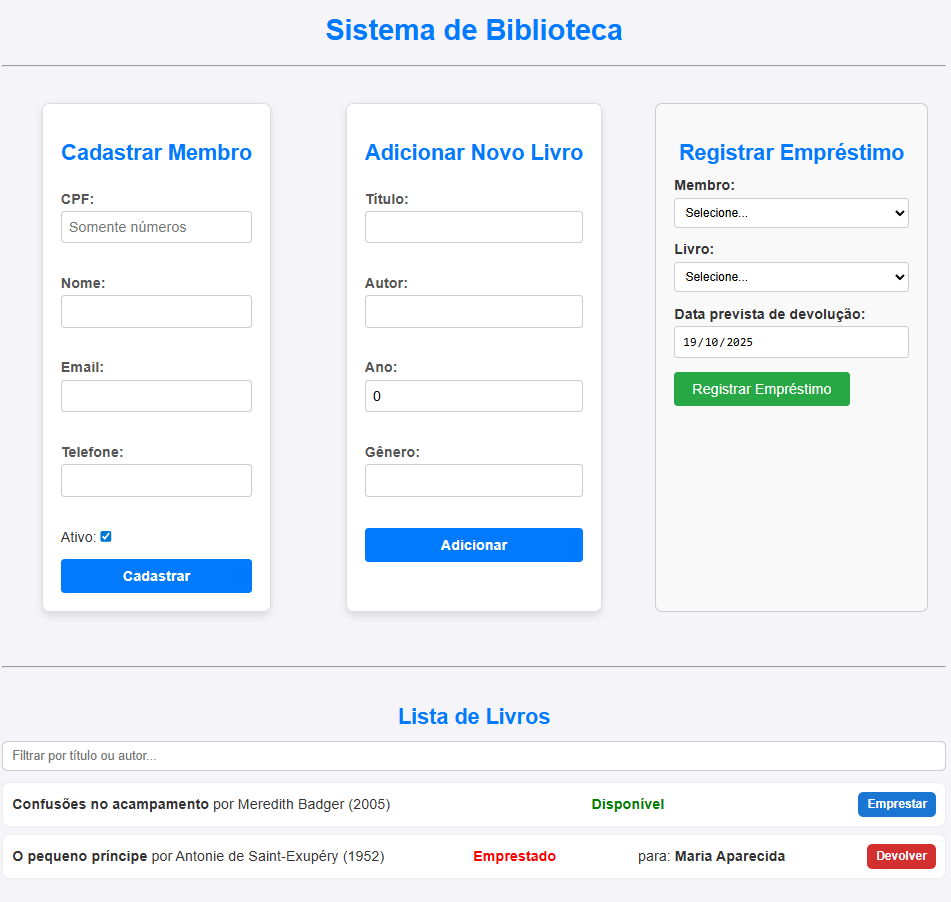 Sistema de Biblioteca
Cadastrar Membro
CPF:
Somente números
Nome:
Email:
Telefone:
Ativo:
Cadastrar
Adicionar Novo Livro
Título:
Autor:
Ano:
0
Gênero:
Adicionar
Registrar Empréstimo
Membro:
Selecione...
Livro:
Selecione...
Data prevista de devolução:
19/10/2025
Registrar Empréstimo
Lista de Livros
Filtrar por título ou autor...
Confusões no acampamento por Meredith Badger (2005) Disponível Emprestar
O pequeno príncipe por Antonie de Saint-Exupéry (1952) Emprestado para: Maria Aparecida Devolver